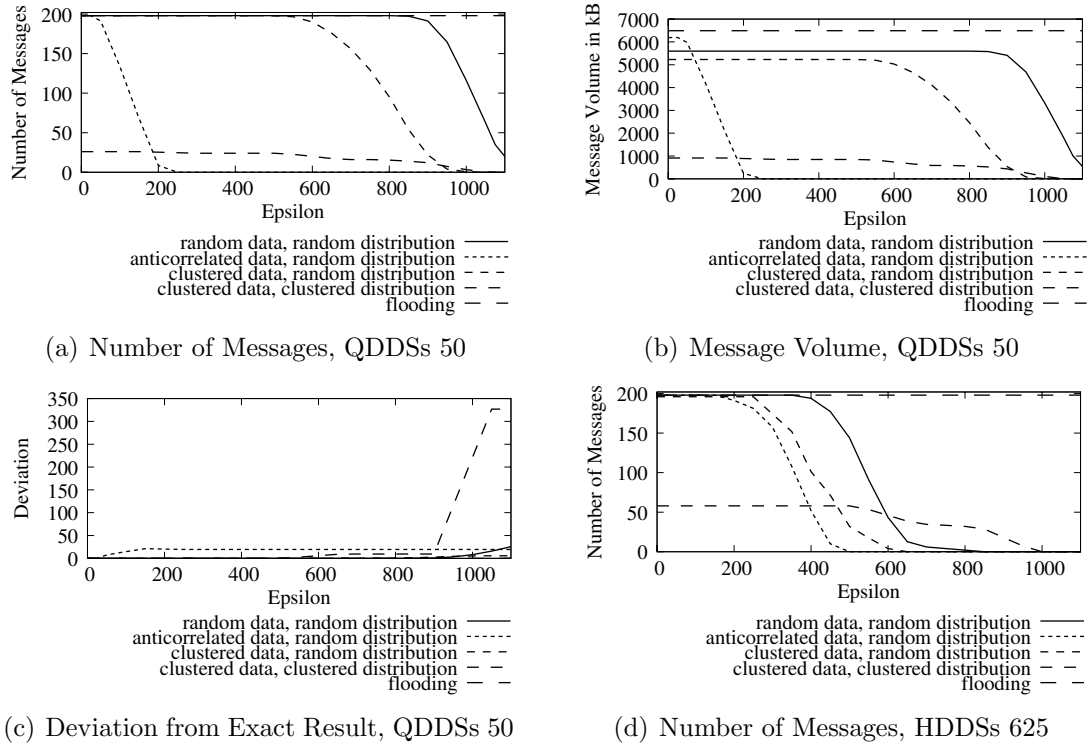 Number of Messages
200
150
100
50
0
0 200 400 600 800 1000
Epsilon
random data, random distribution
anticorrelated data, random distribution
clustered data, random distribution
clustered data, clustered distribution
flooding
(a) Number of Messages, QDDSs 50
Message Volume in kB
7000
6000
5000
4000
3000
2000
1000
0
0 200 400 600 800 1000
Epsilon
random data, random distribution
anticorrelated data, random distribution
clustered data, random distribution
clustered data, clustered distribution
flooding
(b) Message Volume, QDDSs 50
Deviation
350
300
250
200
150
100
50
0
0 200 400 600 800 1000
Epsilon
random data, random distribution
anticorrelated data, random distribution
clustered data, random distribution
clustered data, clustered distribution
flooding
(c) Deviation from Exact Result, QDDSs 50
Number of Messages
200
150
100
50
0
0 200 400 600 800 1000
Epsilon
random data, random distribution
anticorrelated data, random distribution
clustered data, random distribution
clustered data, clustered distribution
flooding
(d) Number of Messages, HDDSs 625